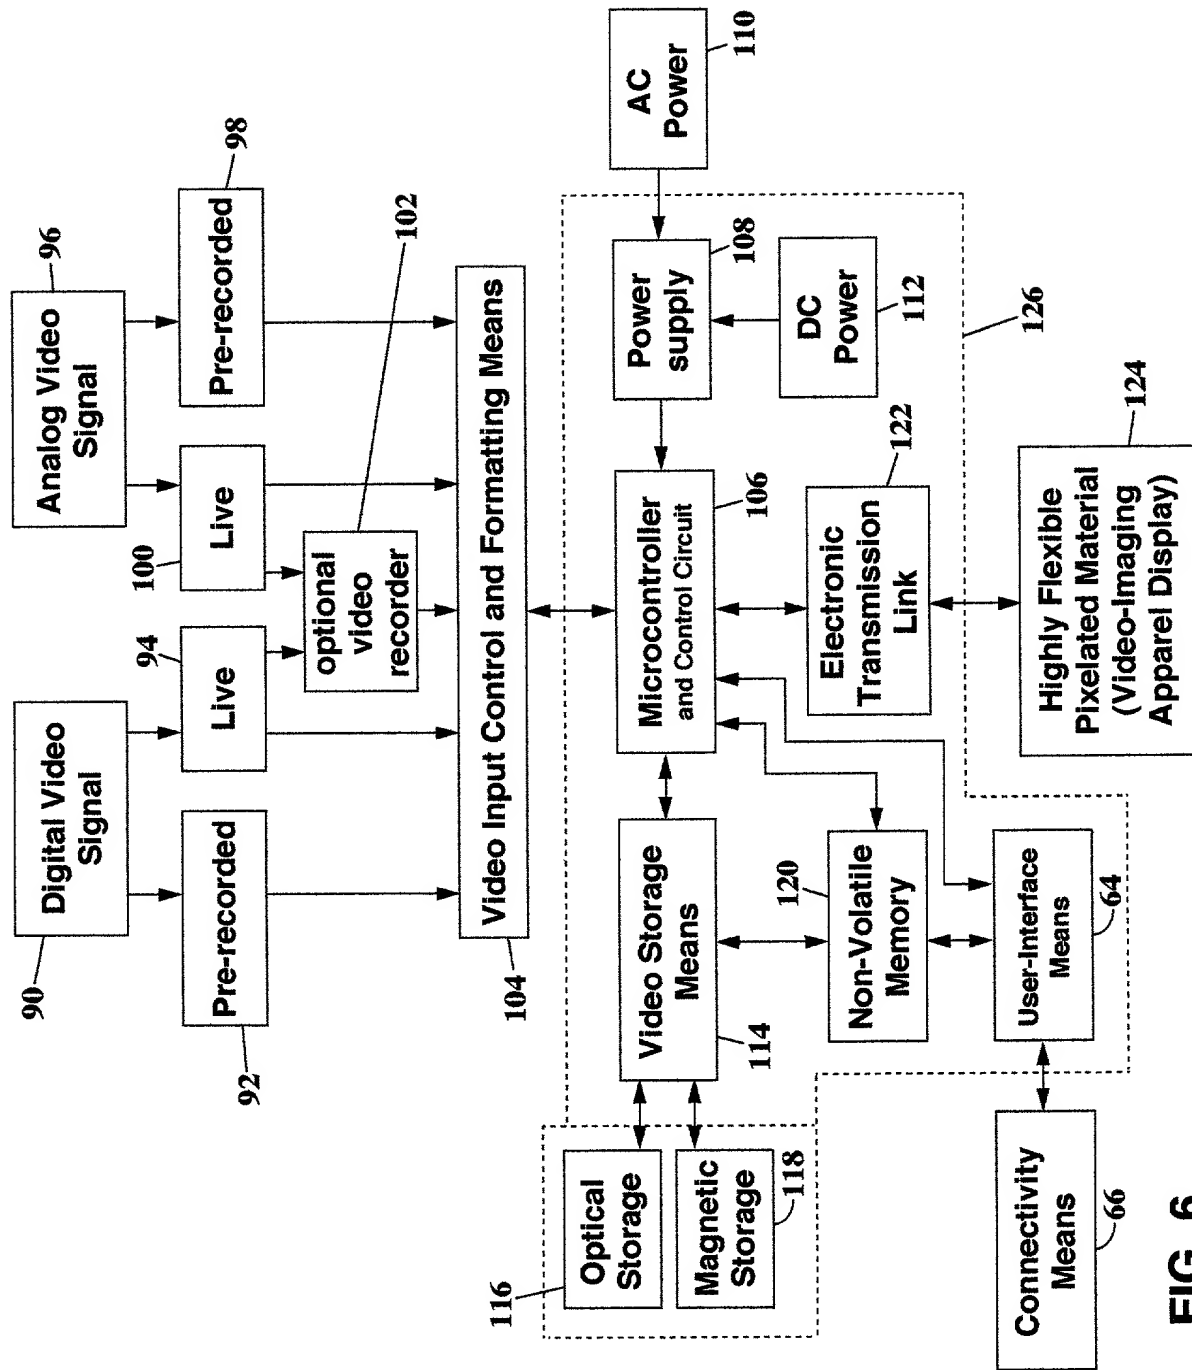 90
Digital Video
Signal
Analog Video
Signal
96
92
Pre-recorded
94
Live
100
Live
Pre-recorded
98
optional
video
recorder
102
104
Video Input Control and Formatting Means
116
Optical
Storage
Magnetic
Storage
118
Video Storage
Means
114
Microcontroller
and Control Circuit
106
Power
supply
108
AC
Power
110
DC
Power
112
120
Non-Volatile
Memory
Electronic
Transmission
Link
122
126
Connectivity
Means
66
User-Interface
Means
64
Highly Flexible
Pixelated Material
(Video-Imaging
Apparel Display)
124
FIG. 6